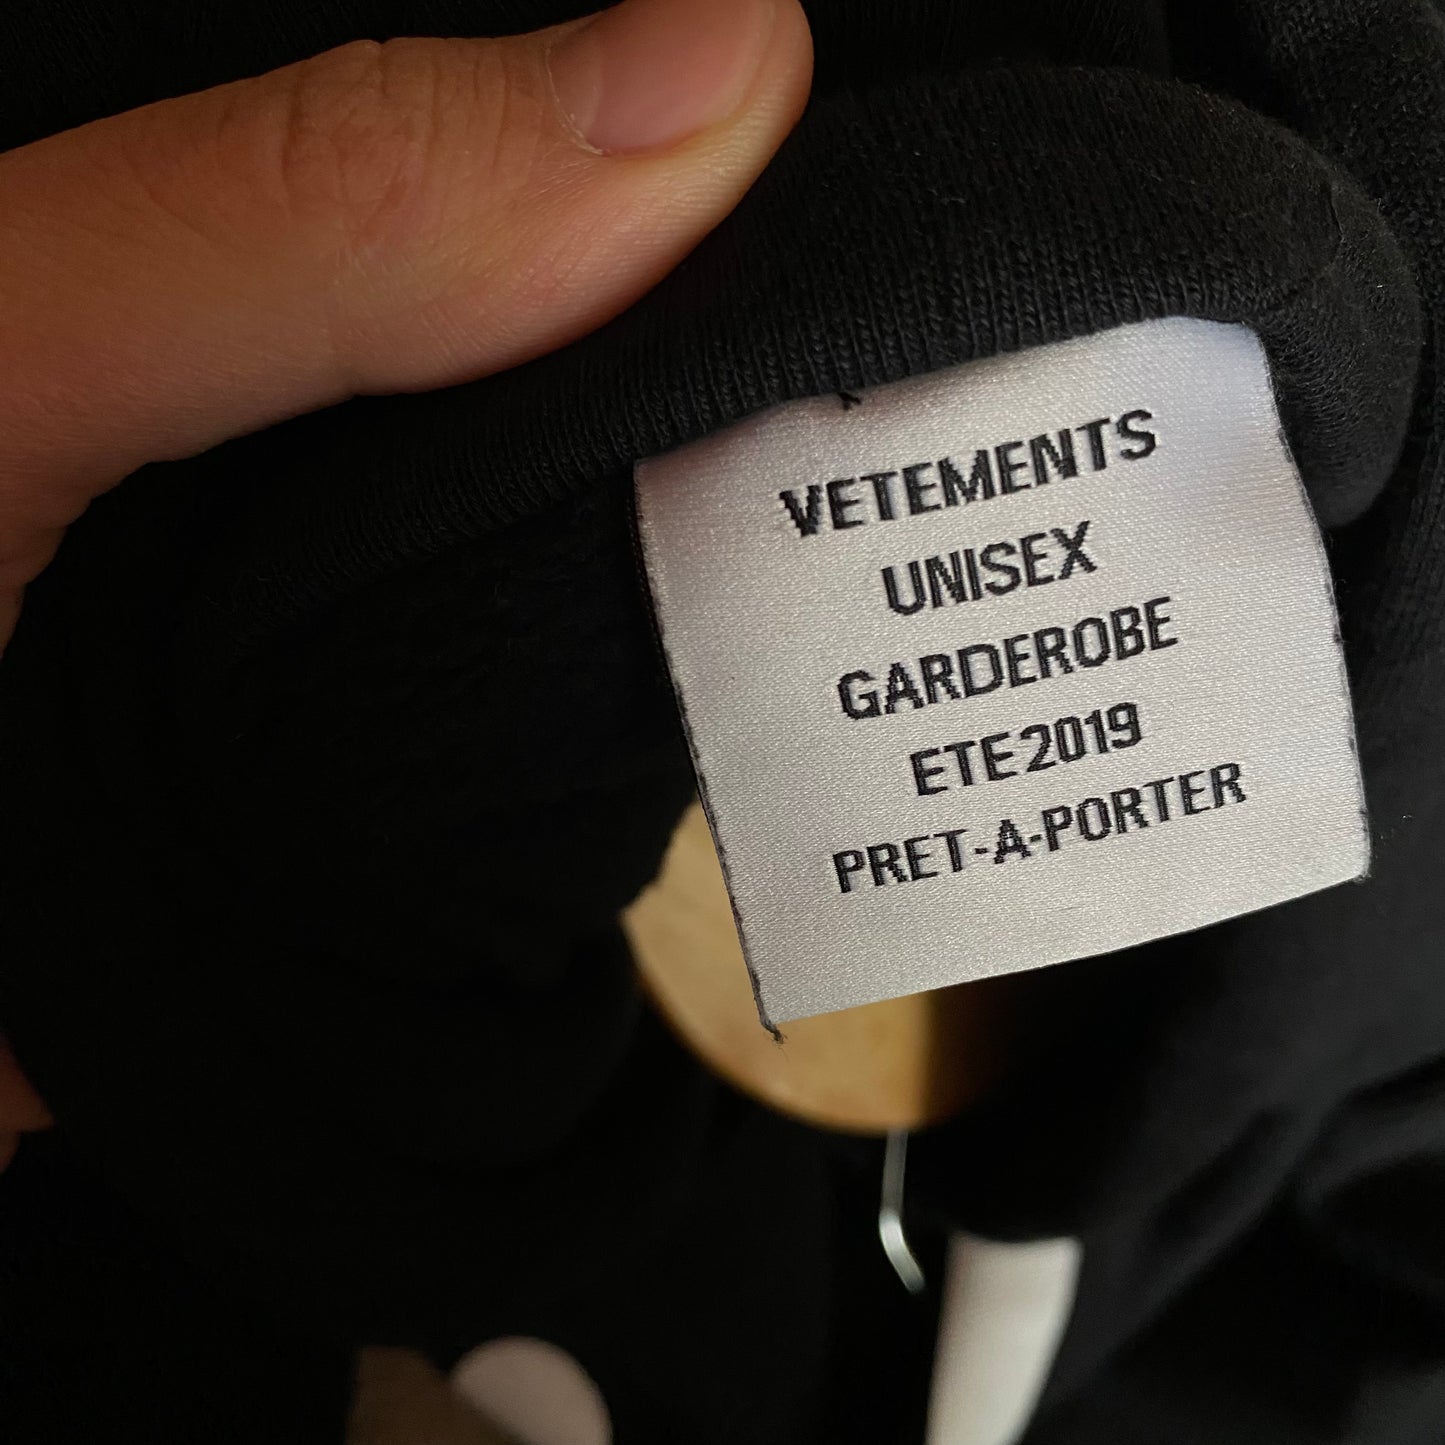 VETEMENTS
UNISEX
GARDEROBE
ETE2019
PRET-A-PORTER